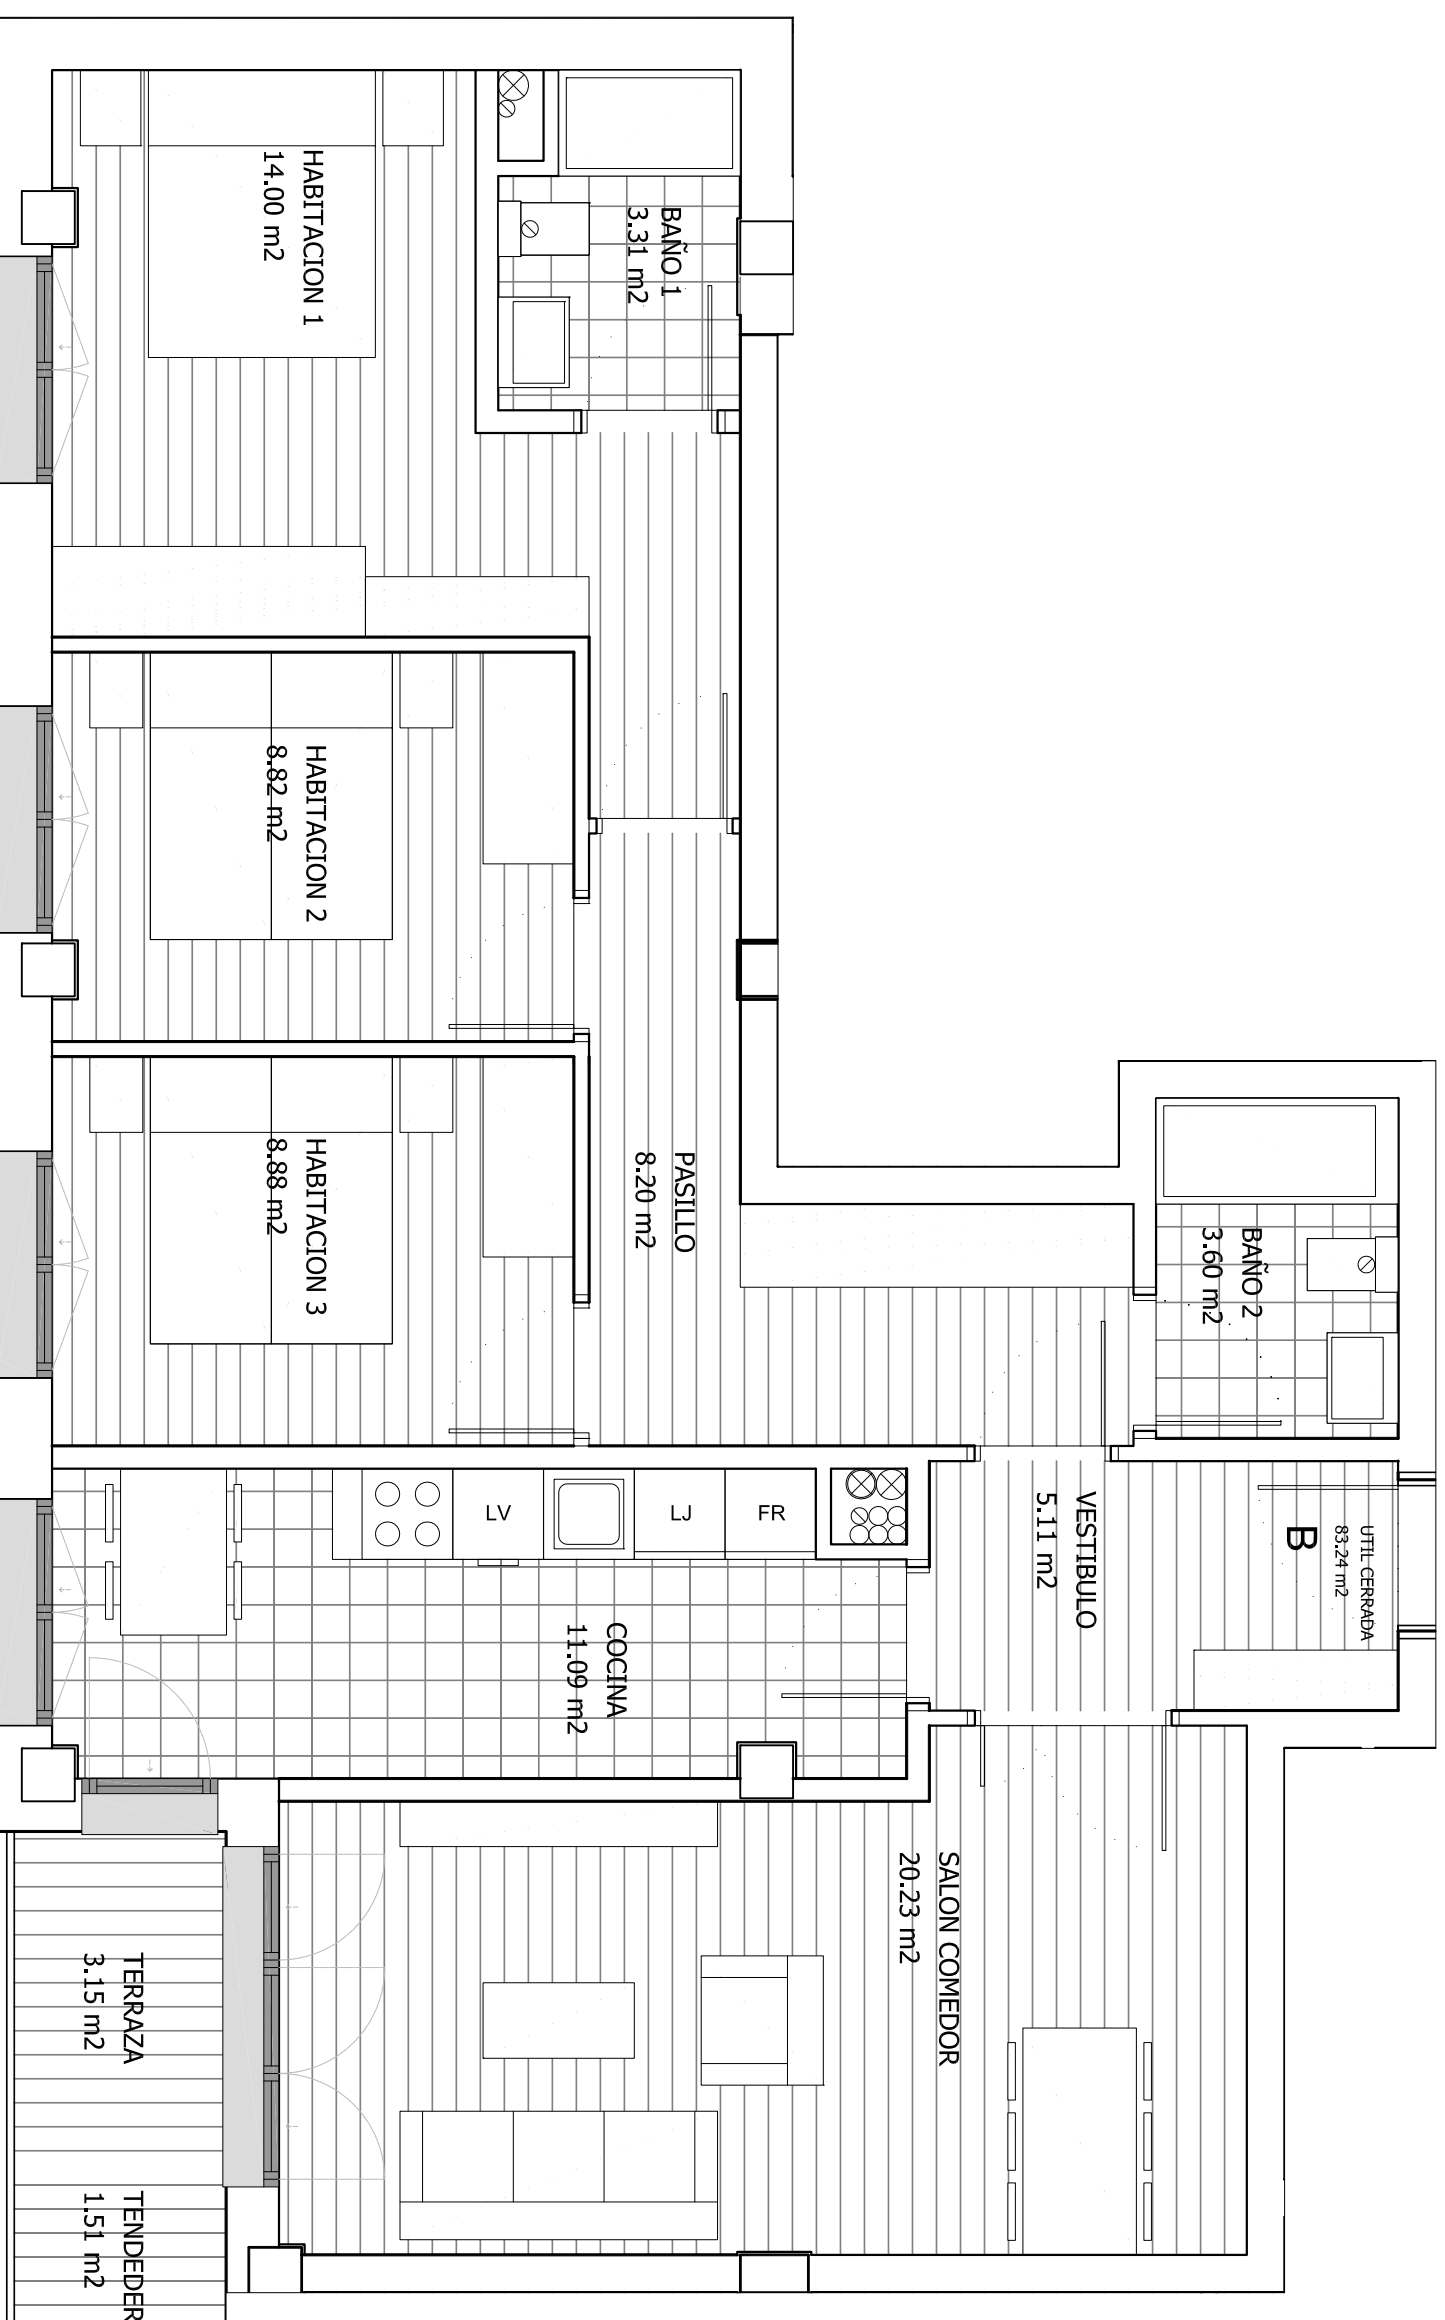 HABITACION 1
14.00 m2
BAÑO 1
3.31 m2
HABITACION 2
8.82 m2
HABITACION 3
8.88 m2
PASILLO
8.20 m2
BAÑO 2
3.60 m2
VESTIBULO
5.11 m2
UTIL CERRADA
83.24 m2
B
LV
LJ
FR
COCINA
11.09 m2
SALON COMEDOR
20.23 m2
TERRAZA
3.15 m2
TENDEDER
1.51 m2